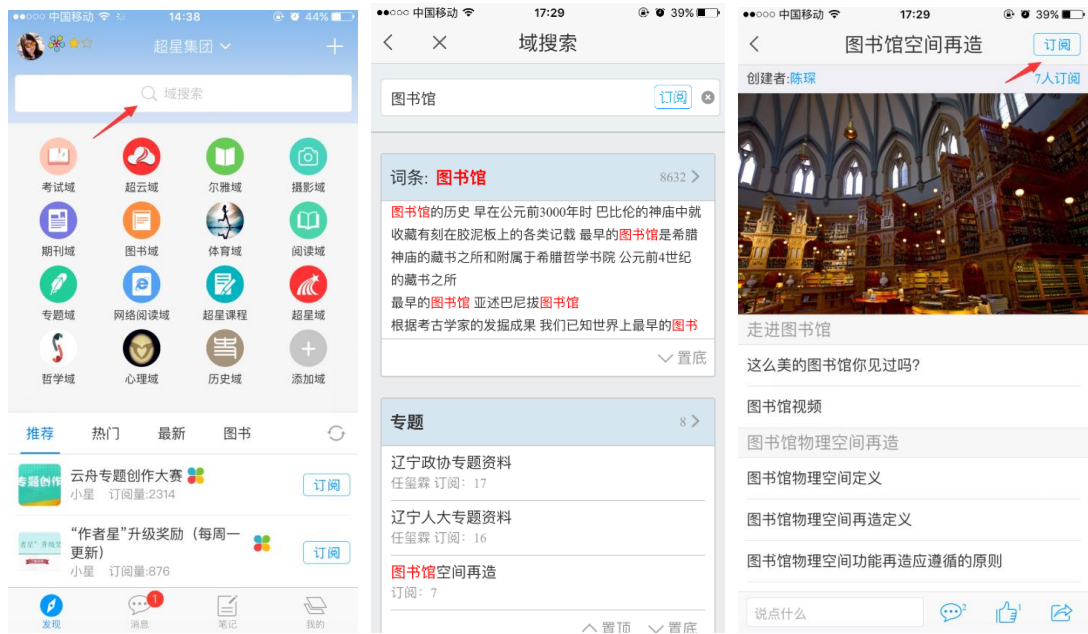 中国移动
14:38
44%
超星集团
域搜索
考试域
超云域
尔雅域
摄影域
期刊域
图书域
体育域
阅读域
专题域
网络阅读域
超星课程
超星域
哲学域
心理域
历史域
添加域
推荐
热门
最新
图书
专题创作
云舟专题创作大赛
小星 订阅量:2314
订阅
“作者星”升级奖励（每周一
更新）
小星 订阅量:876
订阅
发现
1
消息
笔记
我的
中国移动
17:29
39%
域搜索
图书馆
订阅
词条: 图书馆
8632
图书馆的历史 早在公元前3000年时 巴比伦的神庙中就
收藏有刻在胶泥板上的各类记载 最早的图书馆是希腊
神庙的藏书之所和附属于希腊哲学书院 公元前4世纪
的藏书之所
最早的图书馆 亚述巴尼拔图书馆
根据考古学家的发掘成果 我们已知世界上最早的图书
置底
专题
8
辽宁政协专题资料
任玺霖 订阅: 17
辽宁人大专题资料
任玺霖 订阅: 16
图书馆空间再造
订阅: 7
置顶
置底
中国移动
17:29
39%
图书馆空间再造
订阅
创建者:陈琛
7人订阅
走进图书馆
这么美的图书馆你见过吗?
图书馆视频
图书馆物理空间再造
图书馆物理空间定义
图书馆物理空间再造定义
图书馆物理空间功能再造应遵循的原则
说点什么
2
1